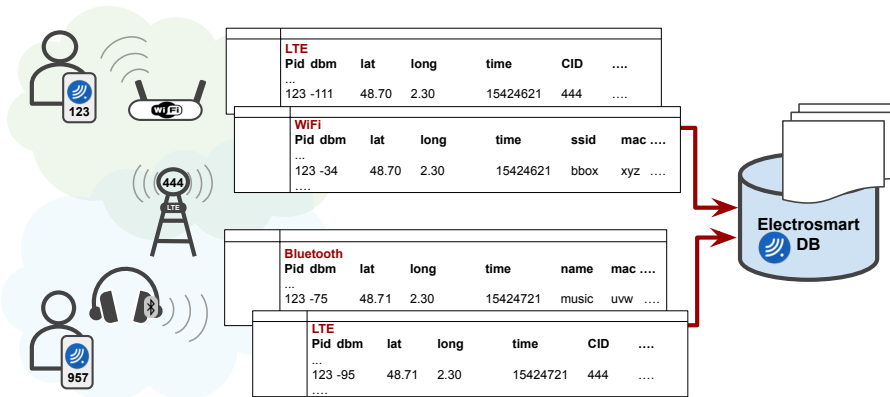 123
WiFi
444
LTE
957
LTE
Pid dbm lat long time CID ....
...
123 -111 48.70 2.30 15424621 444 ....
WiFi
Pid dbm lat long time ssid mac ....
...
123 -34 48.70 2.30 15424621 bbox xyz ....
....
Bluetooth
Pid dbm lat long time name mac ....
...
123 -75 48.71 2.30 15424721 music uvw ....
LTE
Pid dbm lat long time CID ....
...
123 -95 48.71 2.30 15424721 444 ....
....
Electrosmart
DB